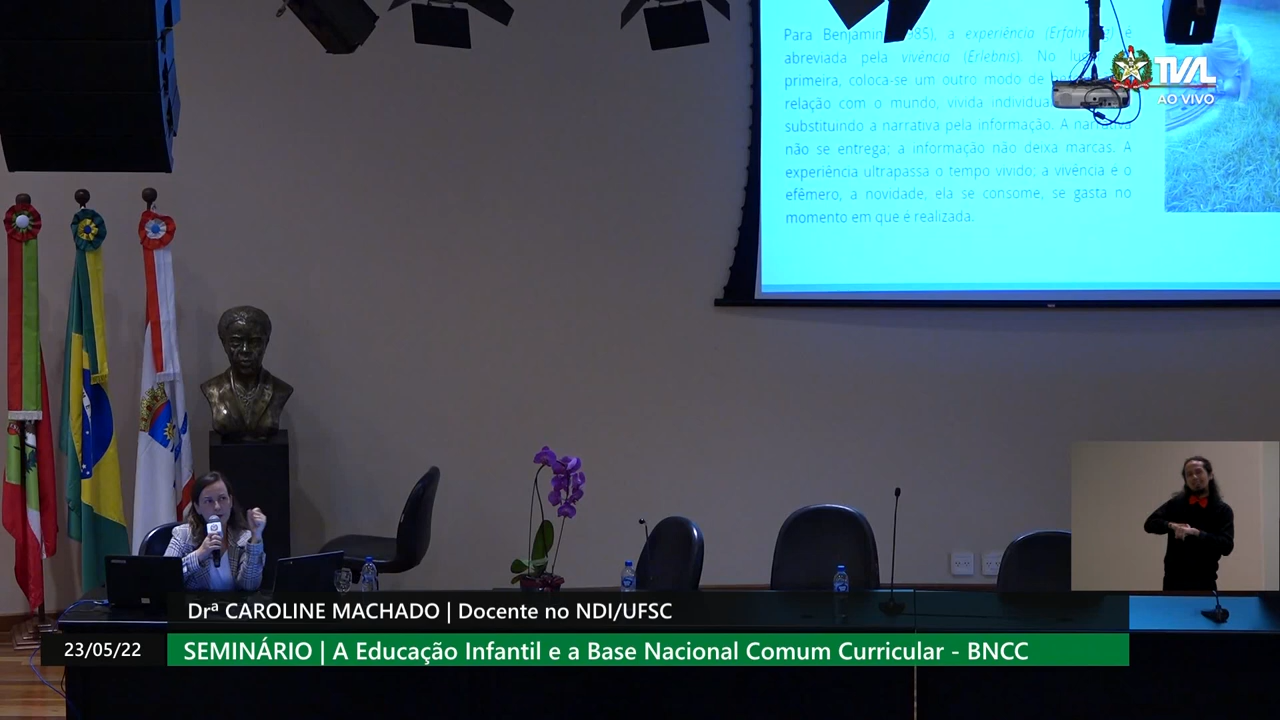 Para Benjamin 985), a experiência (Erfahrung) é
abreviada pela vivência (Erlebnis). No
primeira, coloca-se um outro modo de
relação com o mundo, vivida
substituindo a narrativa pela informação. A narrativa
não se entrega; a informação não deixa marcas. A
experiência ultrapassa o tempo vivido; a vivência é o
efêmero, a novidade, ela se consome, se gasta no
momento em que é realizada.
TVAL
AO VIVO
Drª CAROLINE MACHADO | Docente no NDI/UFSC
23/05/22
SEMINÁRIO | A Educação Infantil e a Base Nacional Comum Curricular - BNCC